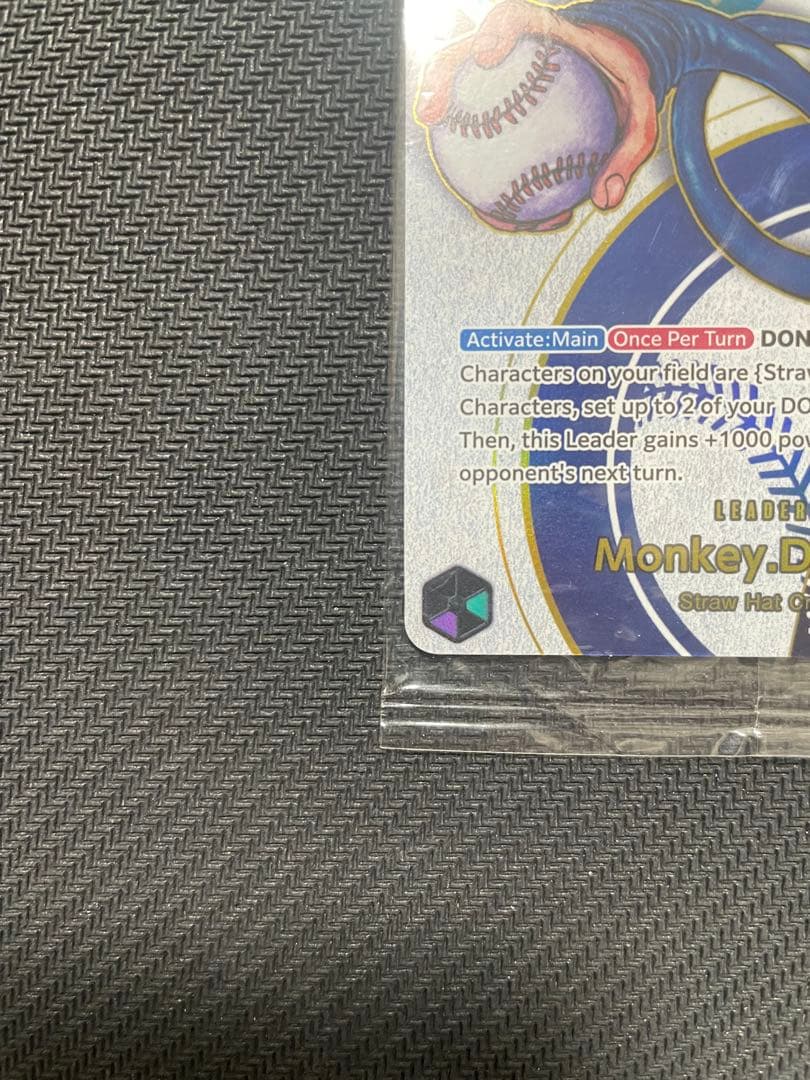 Activate:Main Once Per Turn DON
Characters on your field are {Straw
Characters, set up to 2 of your DO
Then, this Leader gains +1000 pow
opponent's next turn.
LEADER
Monkey.D
Straw Hat C